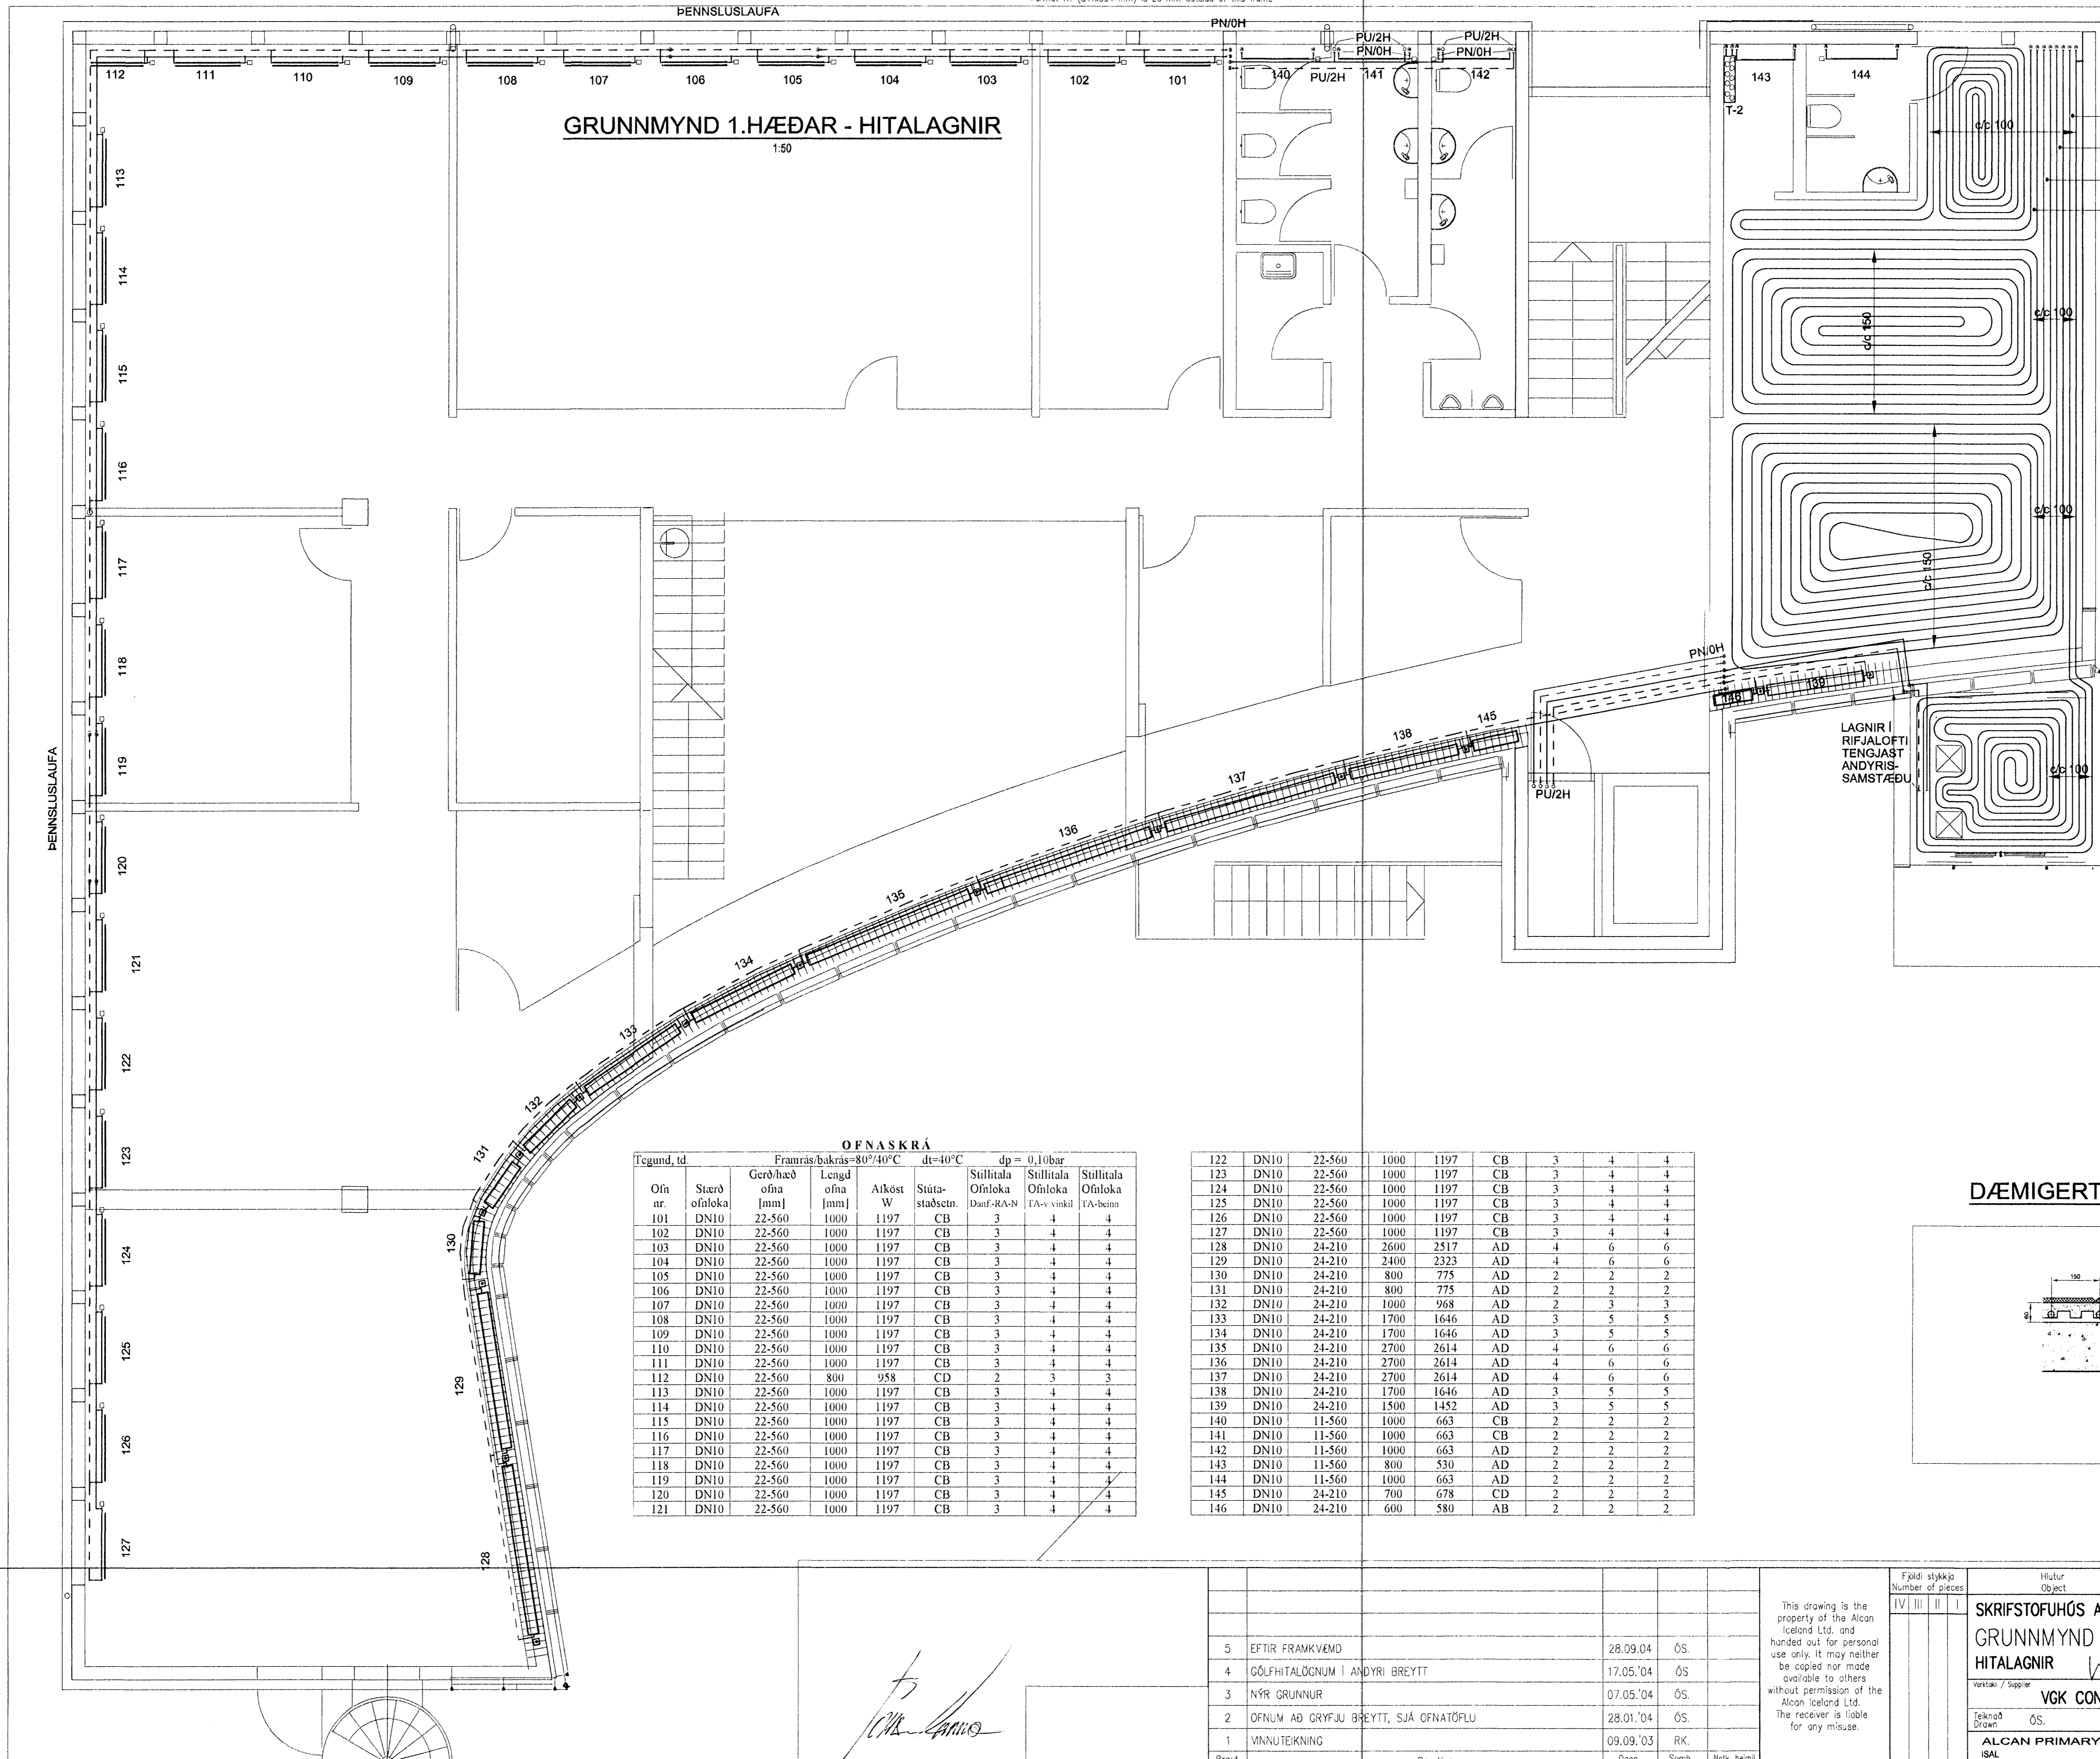 ÞENNSLUSLAUFA
PN/0H
PU/2H
PN/0H
PU/2H
PN/0H
112
111
110
109
108
107
106
105
104
103
102
101
140
PU/2H
141
142
143
144
T-2
GRUNNMYND 1.HÆÐAR - HITALAGNIR
1:50
c/c 100
113
114
c/c 150
c/c 100
115
116
c/c 100
117
c/c 150
118
PN/0H
146
139
ÞENNSLUSLAUFA
119
138
145
LAGNIR Í
RIFJALOFTI
TENGJAST
ANDYRIS-
SAMSTÆÐU
c/c 100
137
PU/2H
120
136
135
121
134
133
122
132
123
131
130
124
125
129
126
127
128
OFNASKRÁ
Tegund, td. Framrás/bakrás=80°/40°C dt=40°C dp = 0,10bar
Gerð/hæð Lengd Stillitala Stillitala Stillitala
Ofn Stærð ofna ofna Afköst Stúta- Ofnloka Ofnloka Ofnloka
nr. ofnloka [mm] [mm] W staðsetn. Danf.-RA-N TA-v.vinkil TA-beinn
101 DN10 22-560 1000 1197 CB 3 4 4
102 DN10 22-560 1000 1197 CB 3 4 4
103 DN10 22-560 1000 1197 CB 3 4 4
104 DN10 22-560 1000 1197 CB 3 4 4
105 DN10 22-560 1000 1197 CB 3 4 4
106 DN10 22-560 1000 1197 CB 3 4 4
107 DN10 22-560 1000 1197 CB 3 4 4
108 DN10 22-560 1000 1197 CB 3 4 4
109 DN10 22-560 1000 1197 CB 3 4 4
110 DN10 22-560 1000 1197 CB 3 4 4
111 DN10 22-560 1000 1197 CB 3 4 4
112 DN10 22-560 800 958 CD 2 3 3
113 DN10 22-560 1000 1197 CB 3 4 4
114 DN10 22-560 1000 1197 CB 3 4 4
115 DN10 22-560 1000 1197 CB 3 4 4
116 DN10 22-560 1000 1197 CB 3 4 4
117 DN10 22-560 1000 1197 CB 3 4 4
118 DN10 22-560 1000 1197 CB 3 4 4
119 DN10 22-560 1000 1197 CB 3 4 4
120 DN10 22-560 1000 1197 CB 3 4 4
121 DN10 22-560 1000 1197 CB 3 4 4
122 DN10 22-560 1000 1197 CB 3 4 4
123 DN10 22-560 1000 1197 CB 3 4 4
124 DN10 22-560 1000 1197 CB 3 4 4
125 DN10 22-560 1000 1197 CB 3 4 4
126 DN10 22-560 1000 1197 CB 3 4 4
127 DN10 22-560 1000 1197 CB 3 4 4
128 DN10 24-210 2600 2517 AD 4 6 6
129 DN10 24-210 2400 2323 AD 4 6 6
130 DN10 24-210 800 775 AD 2 2 2
131 DN10 24-210 800 775 AD 2 2 2
132 DN10 24-210 1000 968 AD 2 3 3
133 DN10 24-210 1700 1646 AD 3 5 5
134 DN10 24-210 1700 1646 AD 3 5 5
135 DN10 24-210 2700 2614 AD 4 6 6
136 DN10 24-210 2700 2614 AD 4 6 6
137 DN10 24-210 2700 2614 AD 4 6 6
138 DN10 24-210 1700 1646 AD 3 5 5
139 DN10 24-210 1500 1452 AD 3 5 5
140 DN10 11-560 1000 663 CB 2 2 2
141 DN10 11-560 1000 663 CB 2 2 2
142 DN10 11-560 1000 663 AD 2 2 2
143 DN10 11-560 800 530 AD 2 2 2
144 DN10 11-560 1000 663 AD 2 2 2
145 DN10 24-210 700 678 CD 2 2 2
146 DN10 24-210 600 580 AB 2 2 2
DÆMIGERT
150
5 EFTIR FRAMKVÆMD 28.09.04 ÓS.
4 GÓLFHITALÖGNUM Í ANDYRI BREYTT 17.05.'04 ÓS
3 NÝR GRUNNUR 07.05.'04 ÓS.
2 OFNUM AÐ GRYFJU BREYTT, SJÁ OFNATÖFLU 28.01.'04 ÓS.
1 VINNUTEIKNING 09.09.'03 RK.
This drawing is the
property of the Alcan
Iceland Ltd. and
handed out for personal
use only. It may neither
be copied nor made
available to others
without permission of the
Alcan Iceland Ltd.
The receiver is liable
for any misuse.
Fjöldi stykkja
Number of pieces
IV III II I
Hlutur
Object
SKRIFSTOFUHÚS A
GRUNNMYND
HITALAGNIR
Verktaki / Supplier
VGK CON
Teiknað
Drawn ÓS.
ALCAN PRIMARY
ISAL